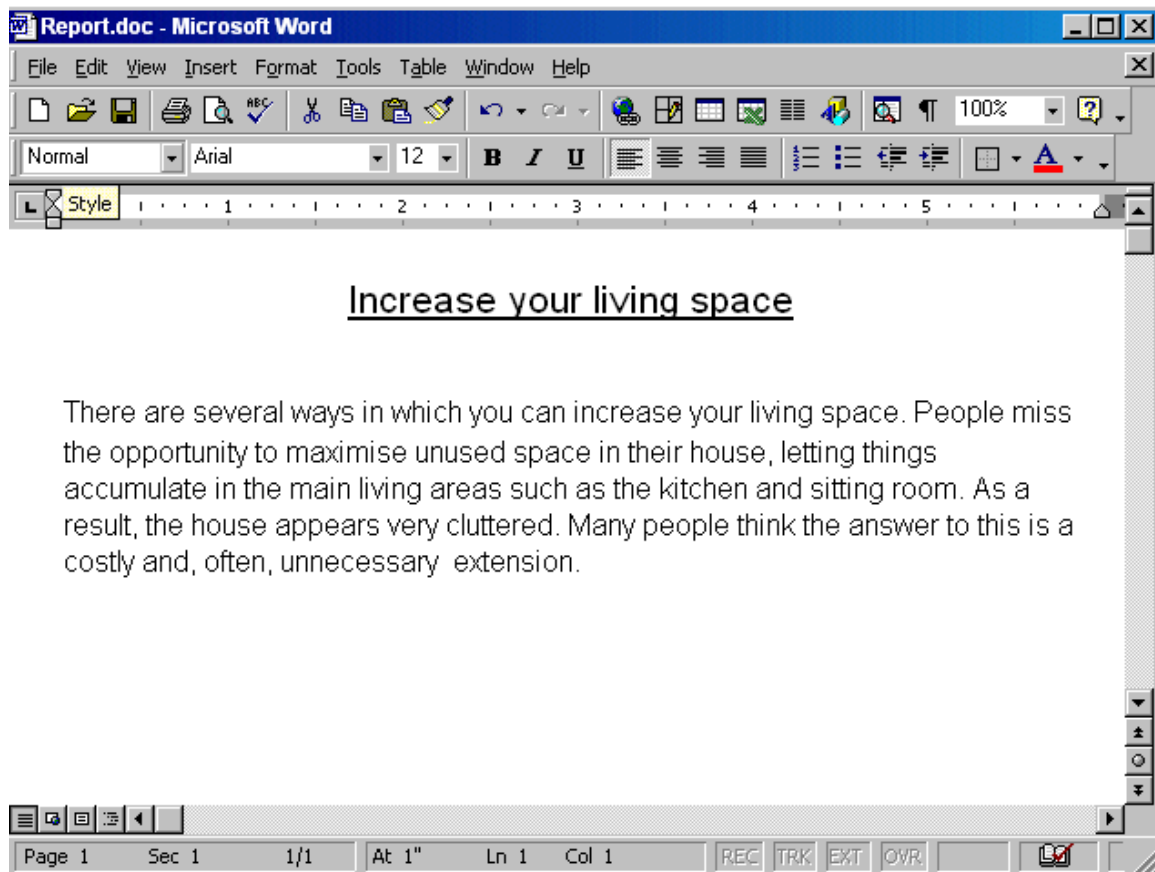 Report.doc - Microsoft Word
File Edit View Insert Format Tools Table Window Help
ABC 100%
Normal Arial 12 B I U A
Style 1 2 3 4 5
Increase your living space
There are several ways in which you can increase your living space. People miss
the opportunity to maximise unused space in their house, letting things
accumulate in the main living areas such as the kitchen and sitting room. As a
result, the house appears very cluttered. Many people think the answer to this is a
costly and, often, unnecessary  extension.
Page 1 Sec 1 1/1 At 1" Ln 1 Col 1 REC TRK EXT OVR